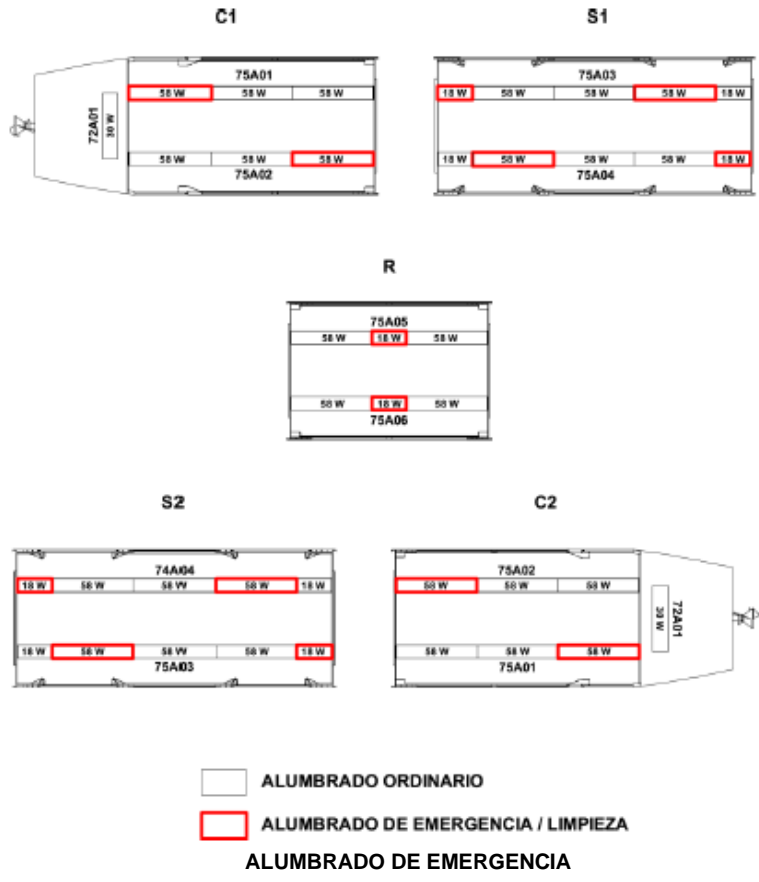 C1
S1
75A01
58 W 58 W 58 W
72A01
30 W
58 W 58 W 58 W
75A02
75A03
18 W 58 W 58 W 58 W 18 W
18 W 58 W 58 W 58 W 18 W
75A04
R
75A05
58 W 18 W 58 W
58 W 18 W 58 W
75A06
S2
C2
74A04
18 W 58 W 58 W 58 W 18 W
18 W 58 W 58 W 58 W 18 W
75A03
75A02
58 W 58 W 58 W
72A01
30 W
58 W 58 W 58 W
75A01
ALUMBRADO ORDINARIO
ALUMBRADO DE EMERGENCIA / LIMPIEZA
ALUMBRADO DE EMERGENCIA